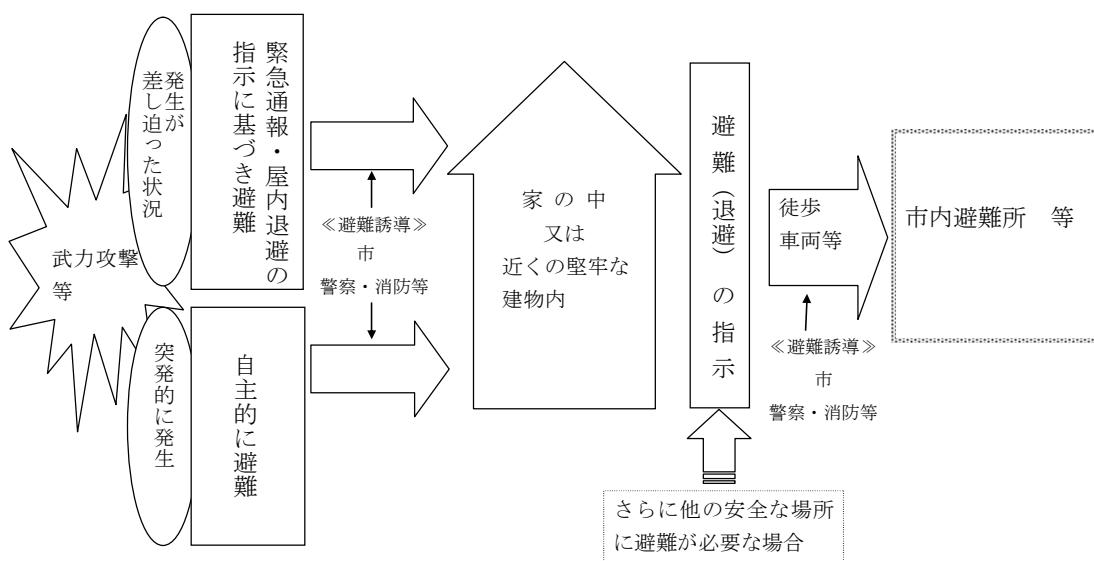 武力攻撃
等
発生が
差し迫った状況
緊急通報・屋内退避の
指示に基づき避難
突発的に発生
自主的に避難
≪避難誘導≫
市
警察・消防等
家の中
又は
近くの堅牢な
建物内
避難(退避)の指示
さらに他の安全な場所
に避難が必要な場合
徒歩
車両等
≪避難誘導≫
市
警察・消防等
市内避難所　等